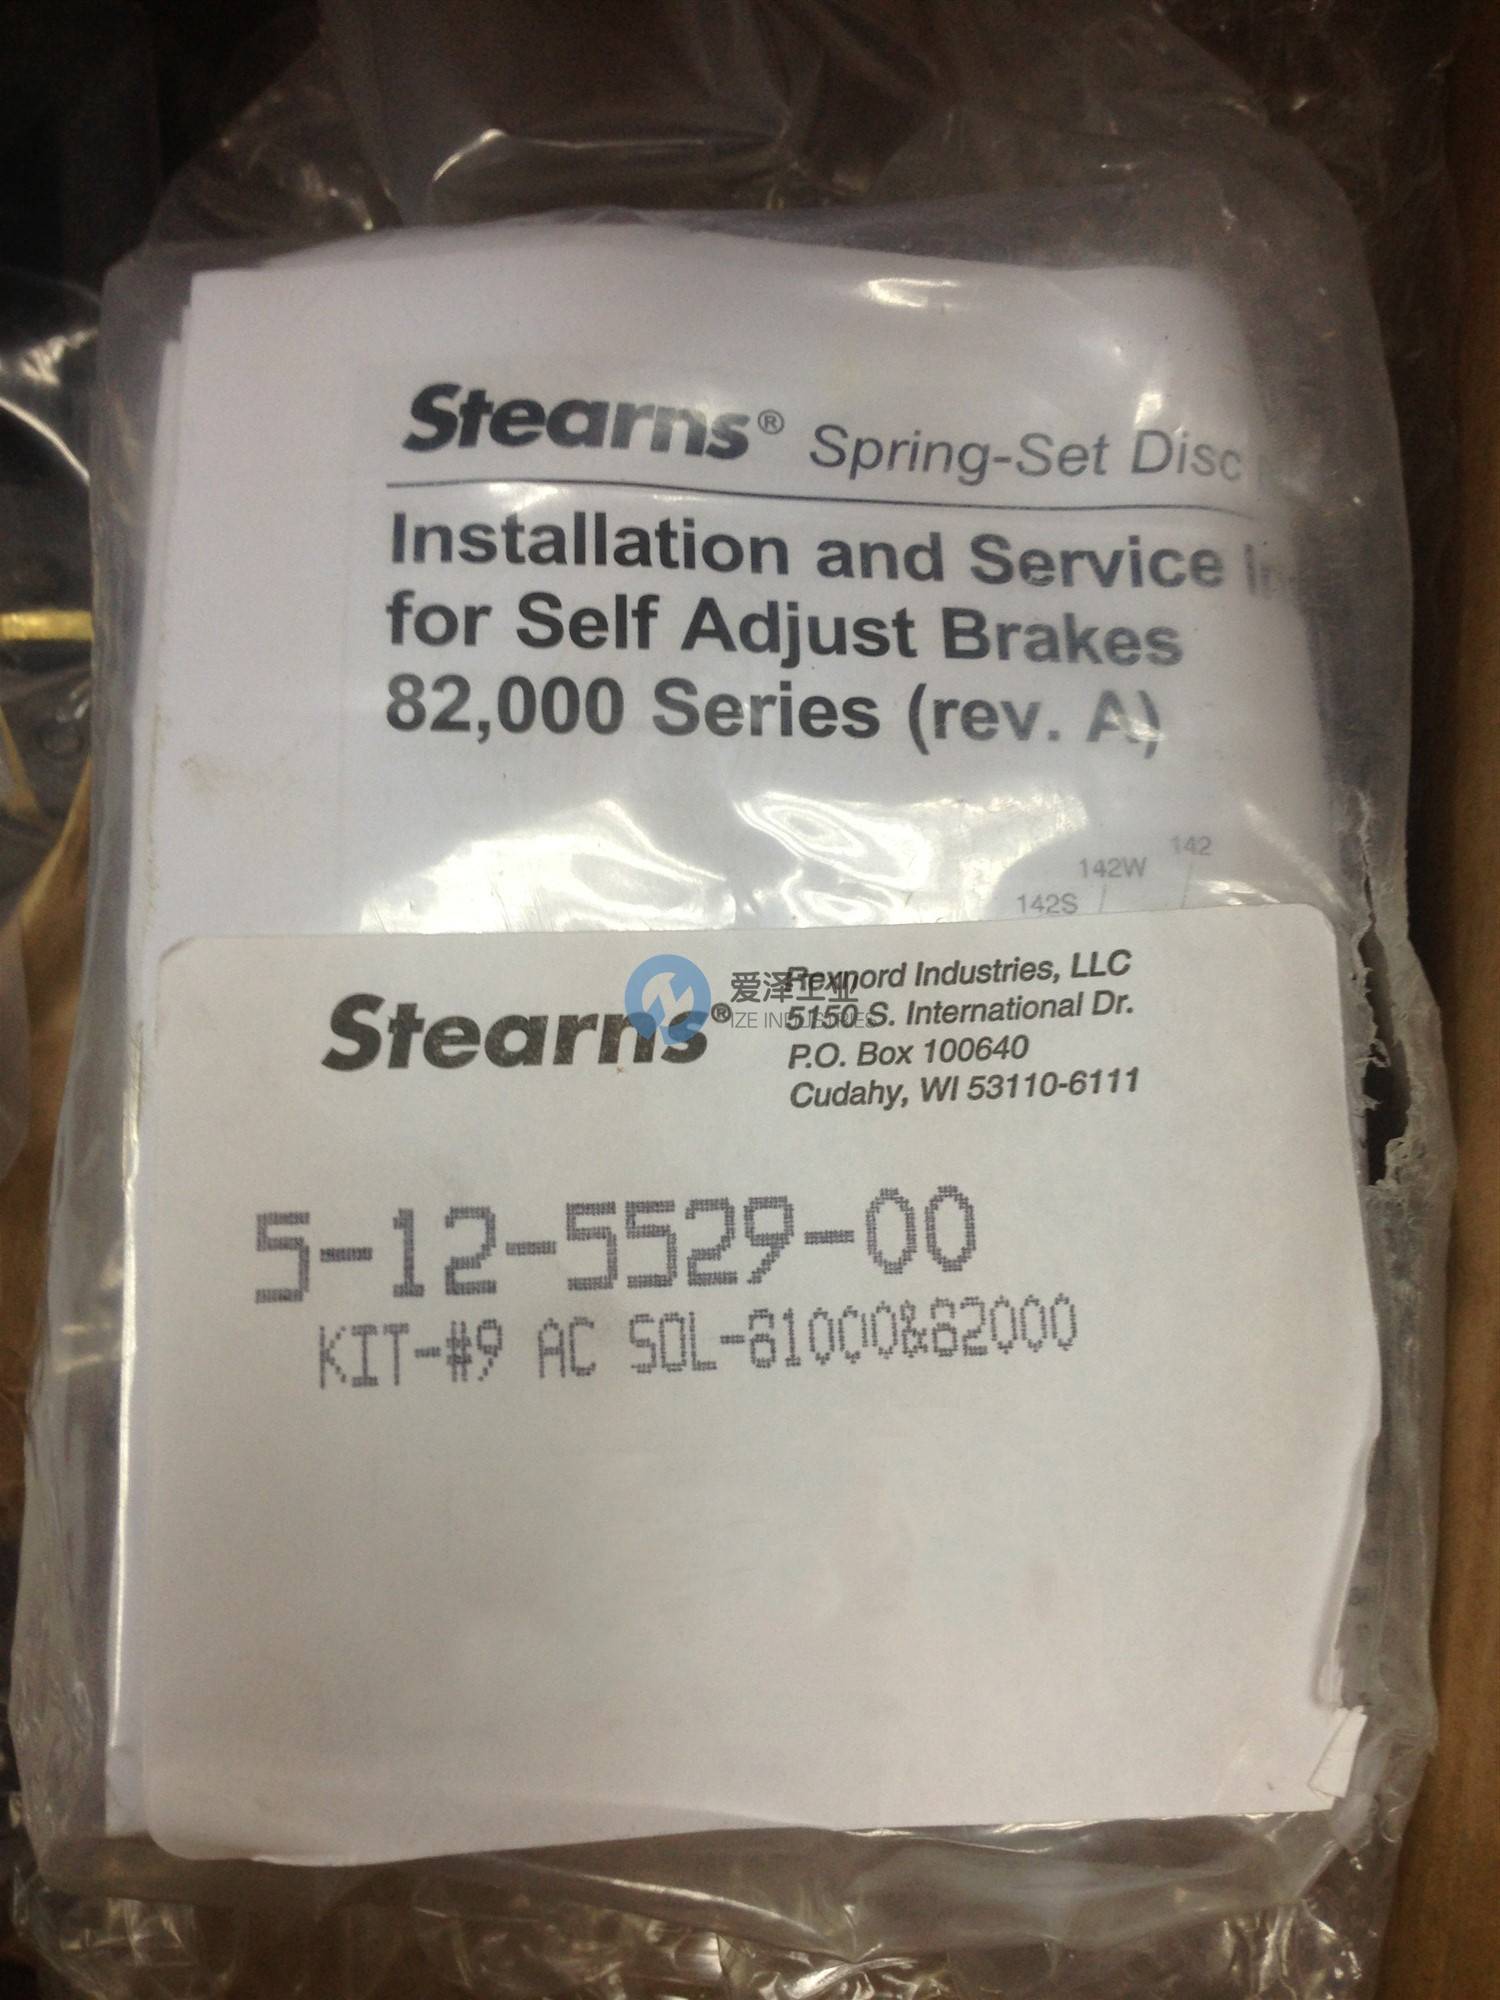 Stearns® Spring-Set Disc
Installation and Service
for Self Adjust Brakes
82,000 Series (rev. A)
142
142W
142S
Stearns®
Rexnord Industries, LLC
5150 S. International Dr.
P.O. Box 100640
Cudahy, WI 53110-6111
爱泽工业
IZE INDUSTRIES
5-12-5529-00
KIT-#9 AC SOL-81000&82000